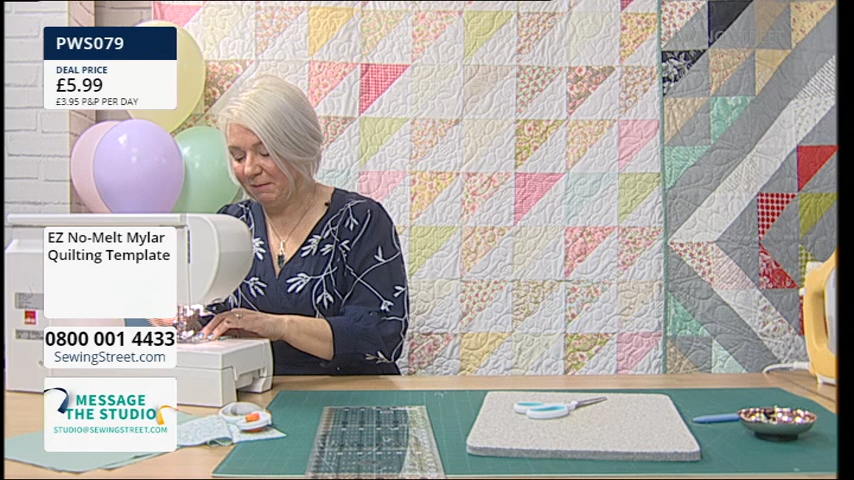 PWS079
DEAL PRICE
£5.99
£3.95 P&P PER DAY
EZ No-Melt Mylar
Quilting Template
0800 001 4433
SewingStreet.com
MESSAGE
THE STUDIO
STUDIO@SEWINGSTREET.COM